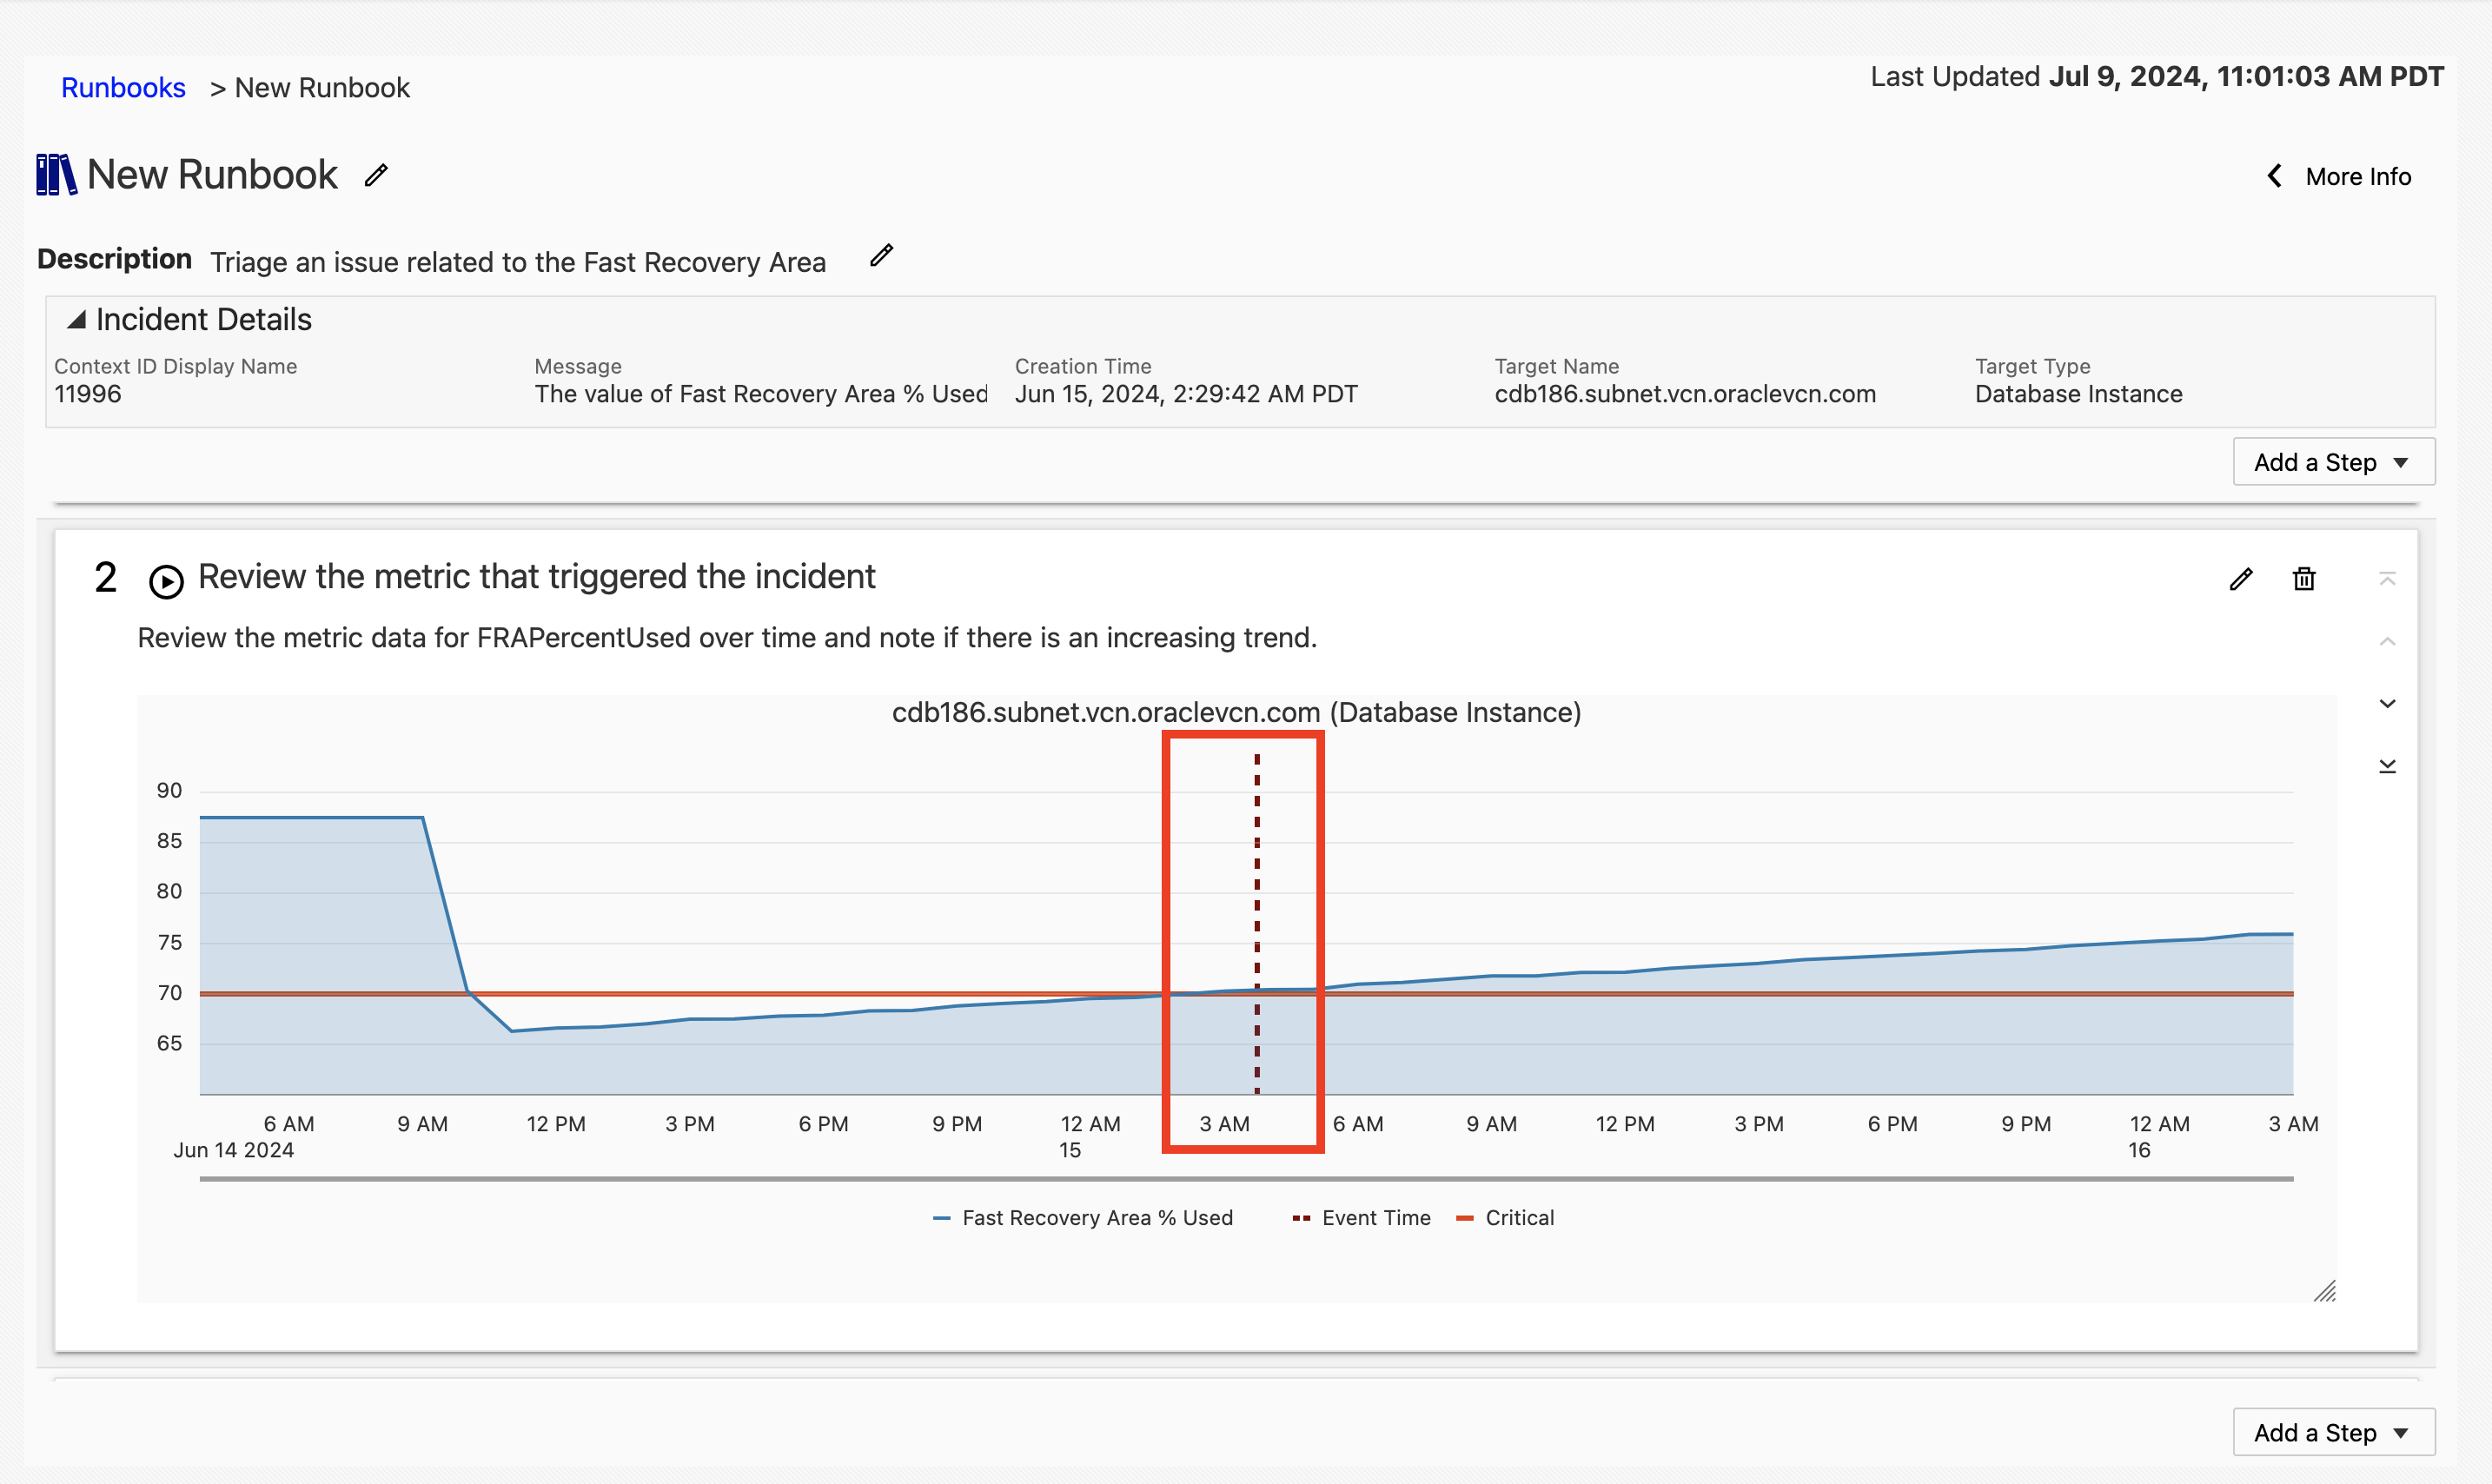 Runbooks > New Runbook
Last Updated Jul 9, 2024, 11:01:03 AM PDT
New Runbook
More Info
Description Triage an issue related to the Fast Recovery Area
Incident Details
Context ID Display Name Message Creation Time Target Name Target Type
11996 The value of Fast Recovery Area % Used Jun 15, 2024, 2:29:42 AM PDT cdb186.subnet.vcn.oraclevcn.com Database Instance
Add a Step
2 Review the metric that triggered the incident
Review the metric data for FRAPercentUsed over time and note if there is an increasing trend.
cdb186.subnet.vcn.oraclevcn.com (Database Instance)
90
85
80
75
70
65
6 AM 9 AM 12 PM 3 PM 6 PM 9 PM 12 AM 3 AM 6 AM 9 AM 12 PM 3 PM 6 PM 9 PM 12 AM 3 AM
Jun 14 2024 15 16
Fast Recovery Area % Used Event Time Critical
Add a Step